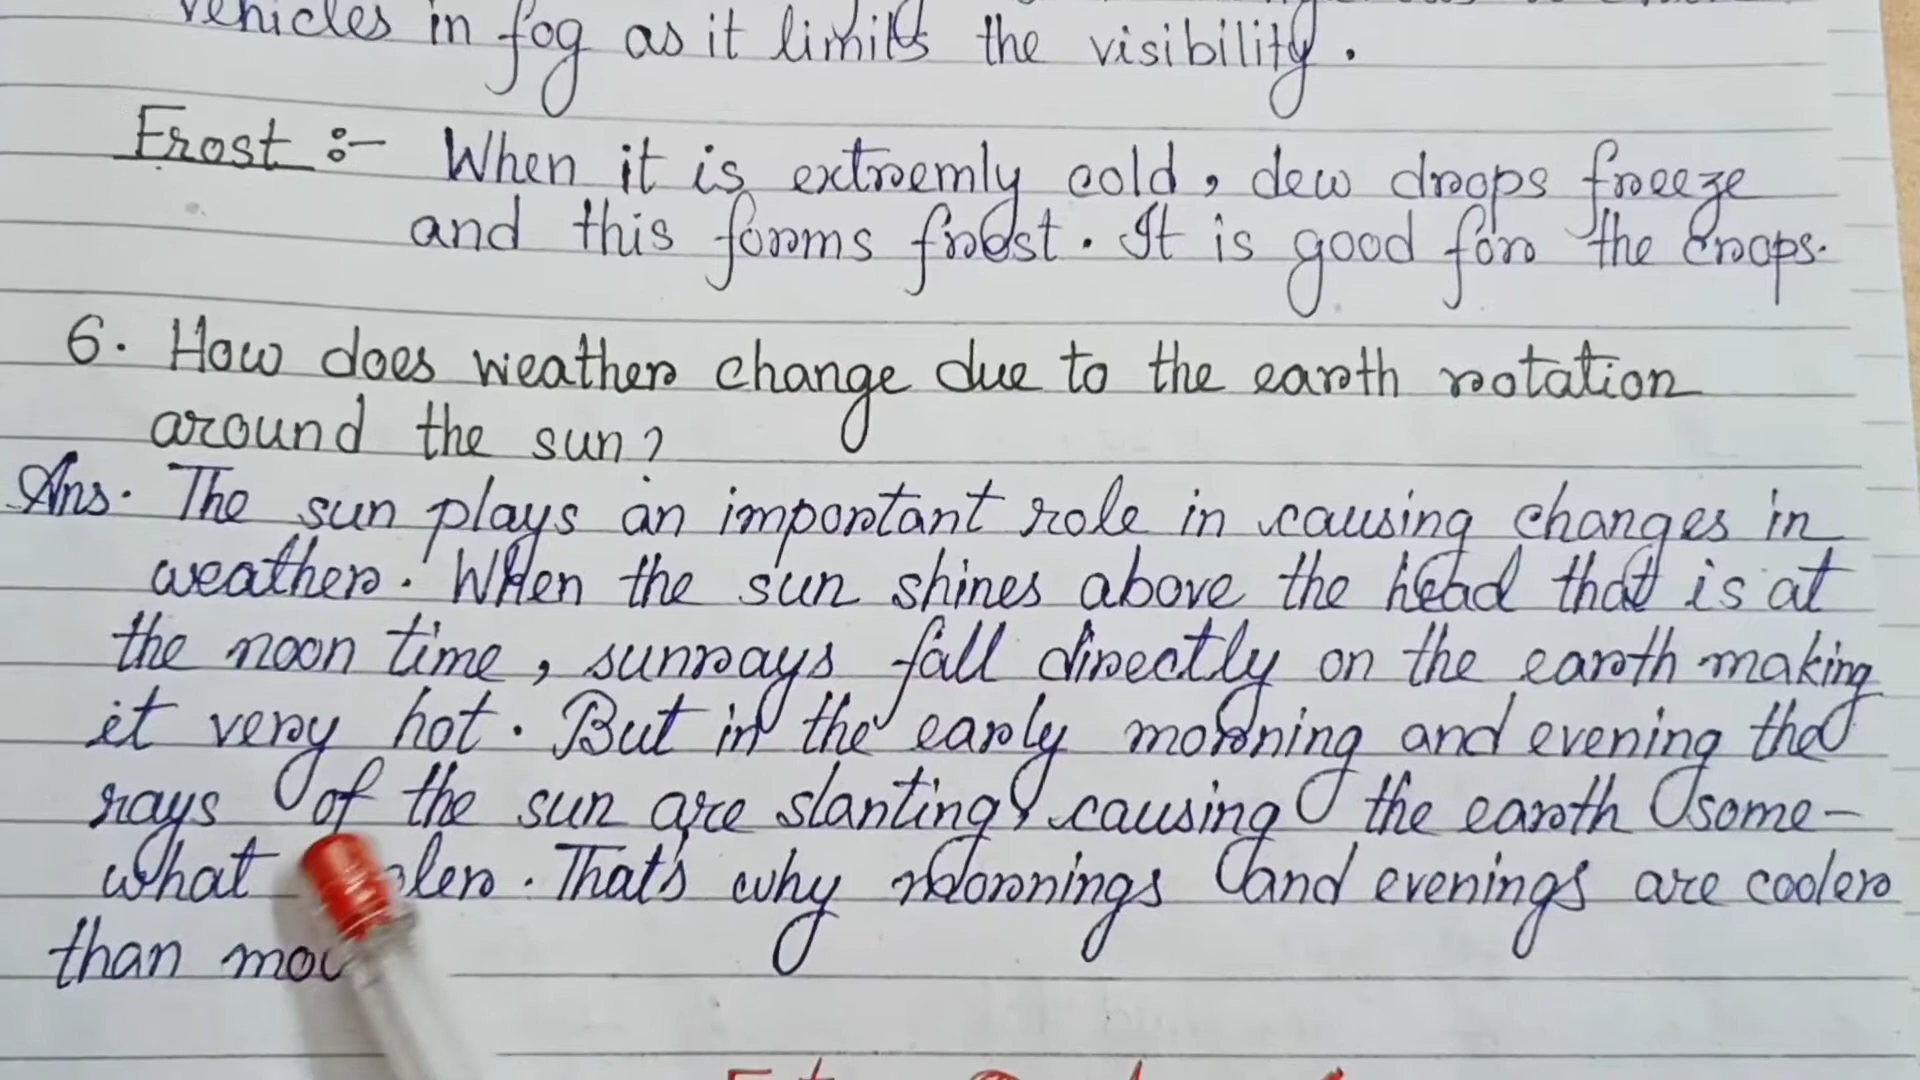 vehicles in fog as it limits the visibility.
Frost :- When it is extremly cold, dew drops freeze
and this forms frost. It is good for the crops.
6. How does weather change due to the earth rotation
around the sun?
Ans. The sun plays an important role in causing changes in
weather. When the sun shines above the head that is at
the noon time, sunrays fall directly on the earth making
it very hot. But in the early morning and evening the
rays of the sun are slanting, causing the earth some-
what. That's why mornings and evenings are cooler
than